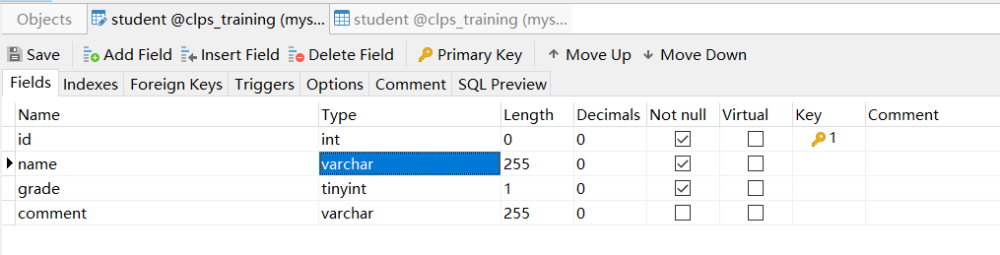 Objects student @clps_training (mys... student @clps_training (mys...
Save Add Field Insert Field Delete Field Primary Key Move Up Move Down
Fields Indexes Foreign Keys Triggers Options Comment SQL Preview
Name Type Length Decimals Not null Virtual Key Comment
id int 0 0 1
name varchar 255 0
grade tinyint 1 0
comment varchar 255 0